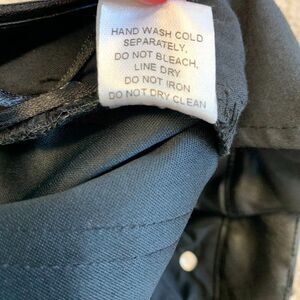 HAND WASH COLD
SEPARATELY,
DO NOT BLEACH,
LINE DRY
DO NOT IRON
DO NOT DRY CLEAN